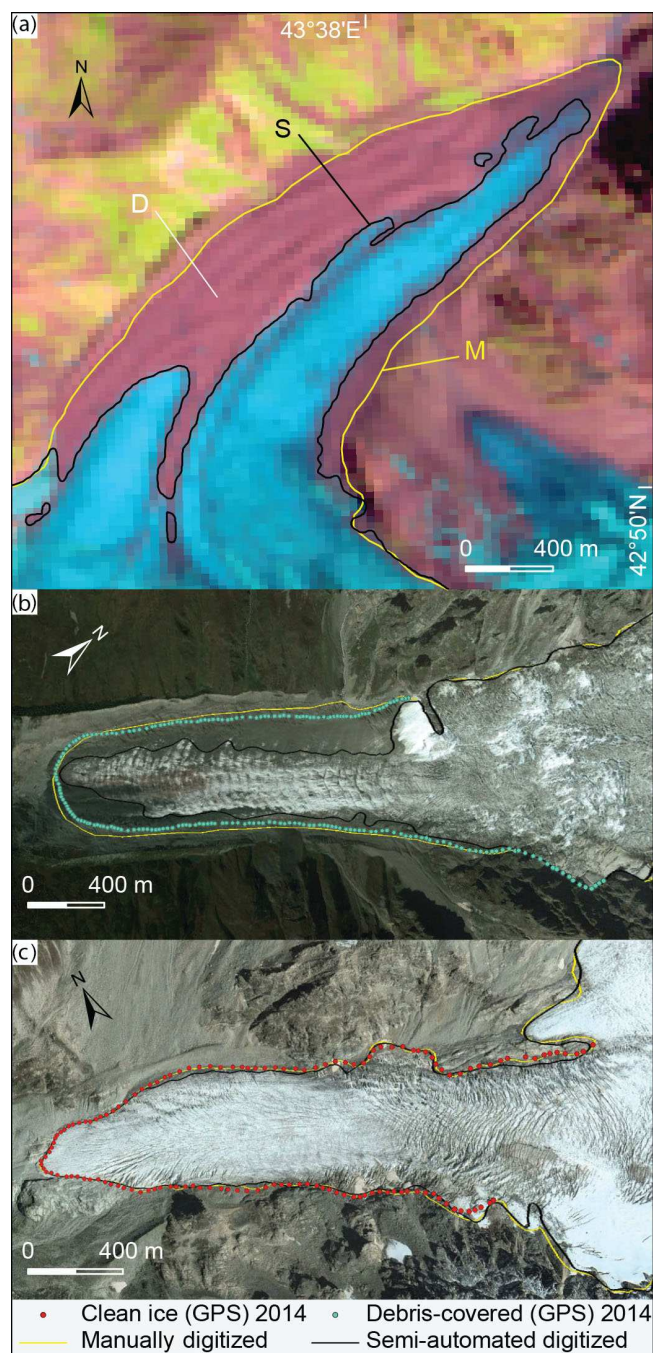 (a)
43°38'E
N
S
D
M
42°50'N
0 400 m
(b)
N
0 400 m
(c)
N
0 400 m
Clean ice (GPS) 2014 Debris-covered (GPS) 2014
Manually digitized Semi-automated digitized